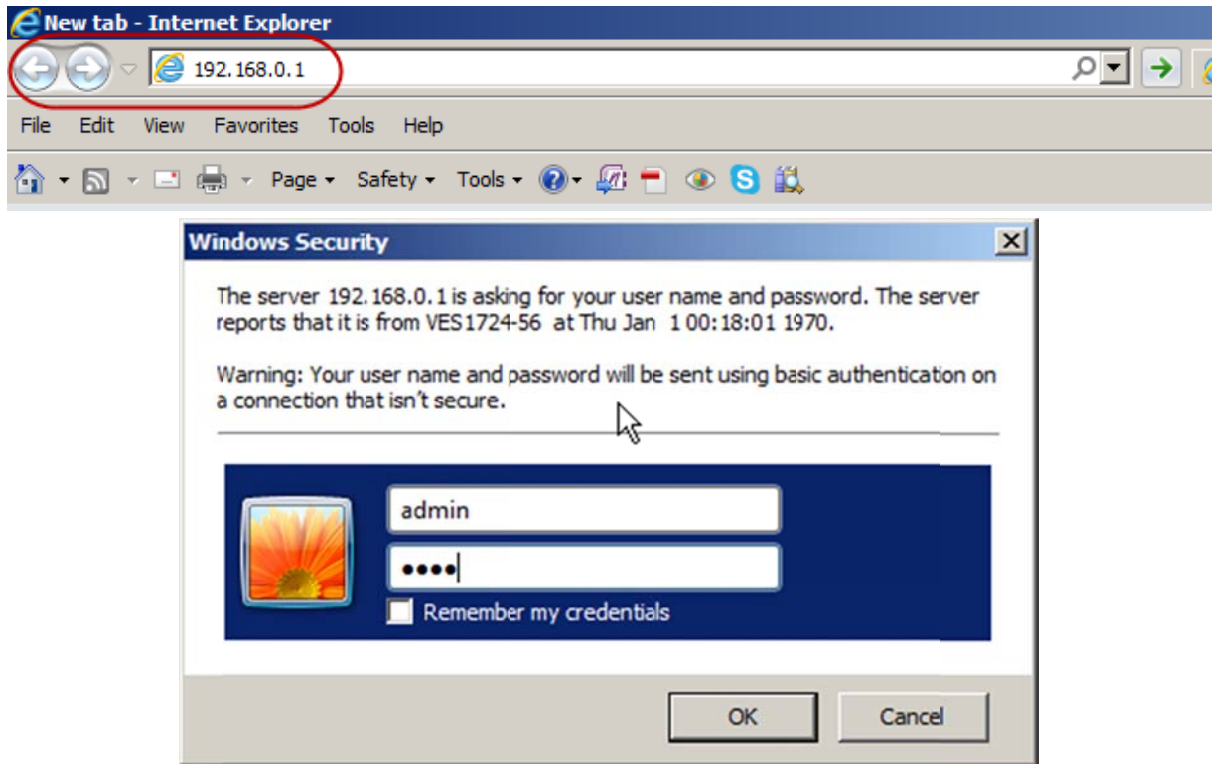 New tab - Internet Explorer
192.168.0.1
File Edit View Favorites Tools Help
Page Safety Tools
Windows Security
The server 192.168.0.1 is asking for your user name and password. The server
reports that it is from VES1724-56 at Thu Jan 1 00:18:01 1970.
Warning: Your user name and password will be sent using basic authentication on
a connection that isn't secure.
admin
••••
Remember my credentials
OK Cancel